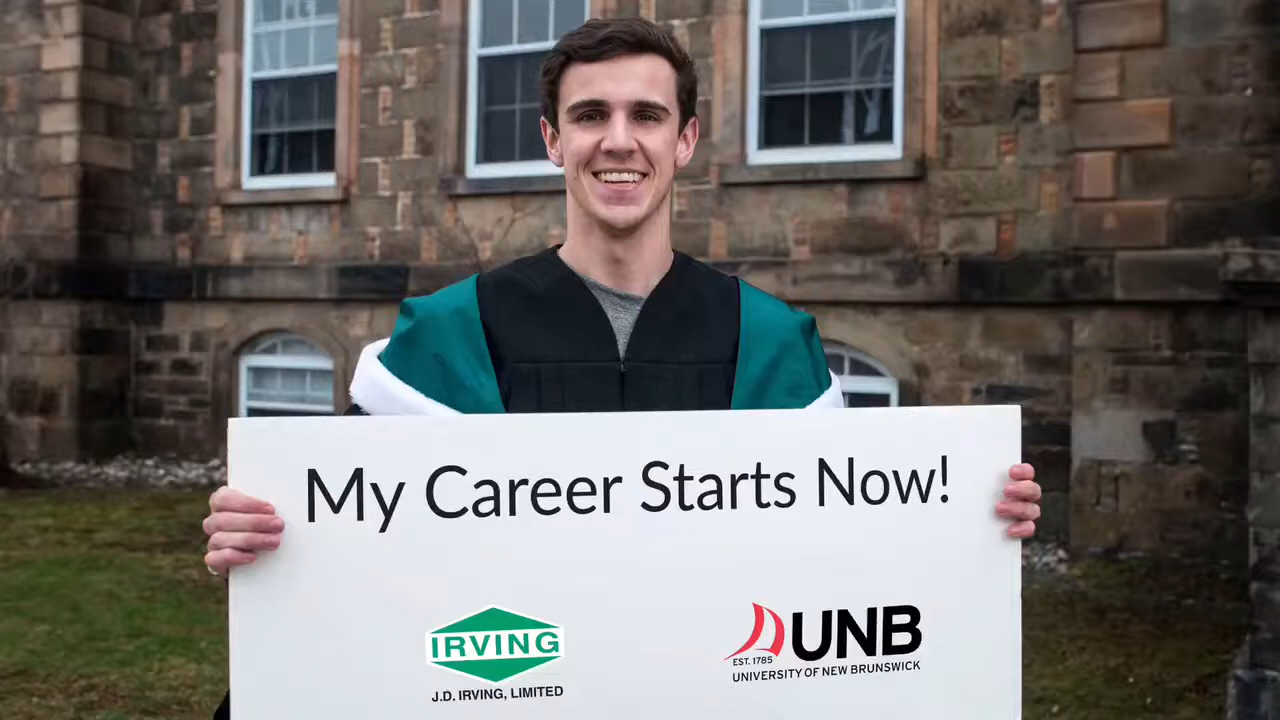 My Career Starts Now!
IRVING
J.D. IRVING, LIMITED
UNB
EST. 1785
UNIVERSITY OF NEW BRUNSWICK